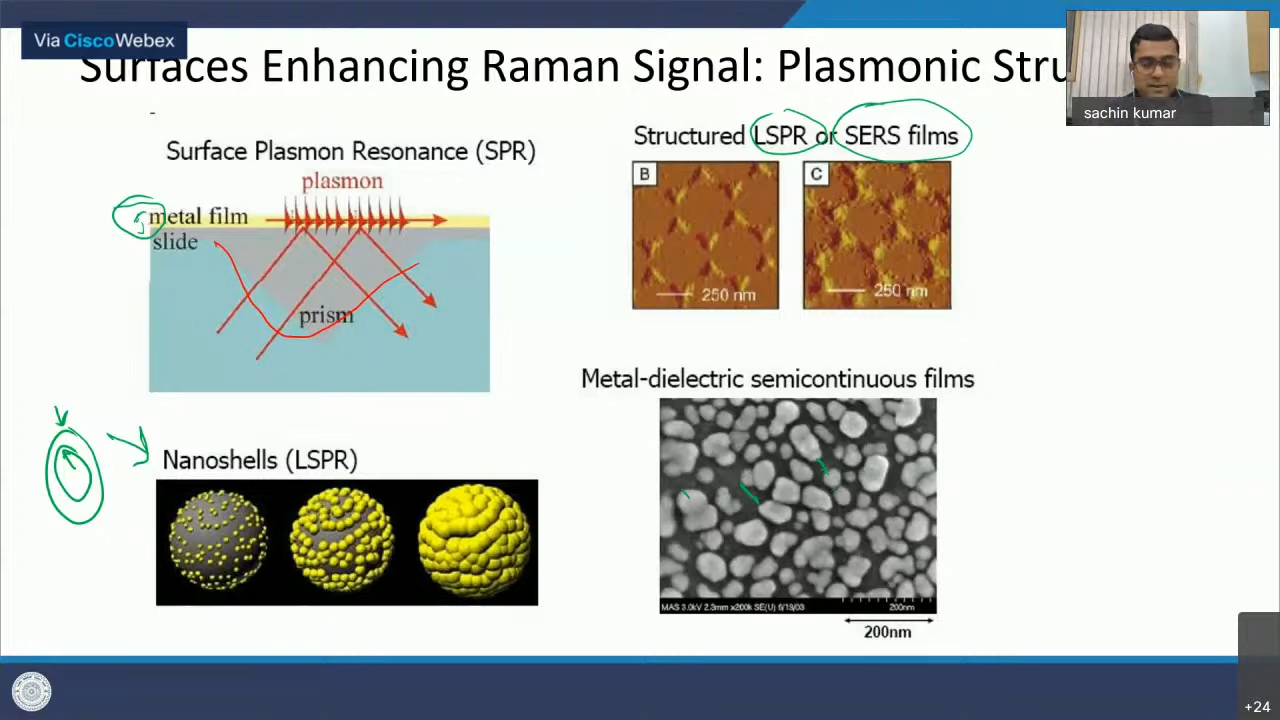 Via CiscoWebex
Surfaces Enhancing Raman Signal: Plasmonic Stru
sachin kumar
Surface Plasmon Resonance (SPR)
plasmon
metal film
slide
prism
Structured LSPR or SERS films
B
250 nm
C
250 nm
Nanoshells (LSPR)
Metal-dielectric semicontinuous films
MAS 3.0kV 2.3mm x200k SE(U) 6/19/03
200nm
200nm
+24